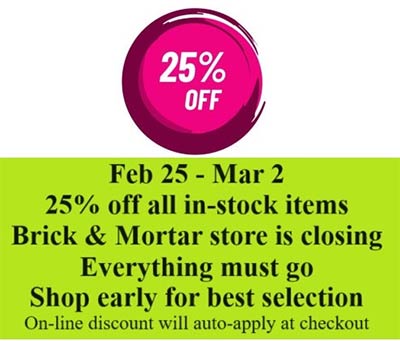 25%
OFF
Feb 25 - Mar 2
25% off all in-stock items
Brick & Mortar store is closing
Everything must go
Shop early for best selection
On-line discount will auto-apply at checkout